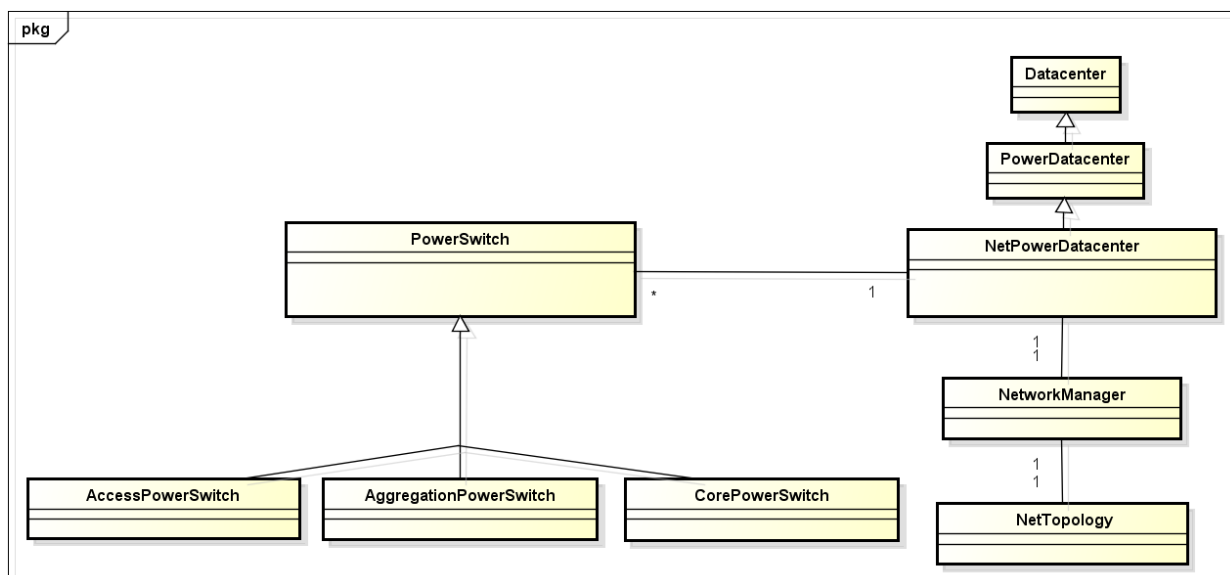 pkg
Datacenter
PowerDatacenter
PowerSwitch
NetPowerDatacenter
* 1
1
1
NetworkManager
1
1
AccessPowerSwitch
AggregationPowerSwitch
CorePowerSwitch
NetTopology